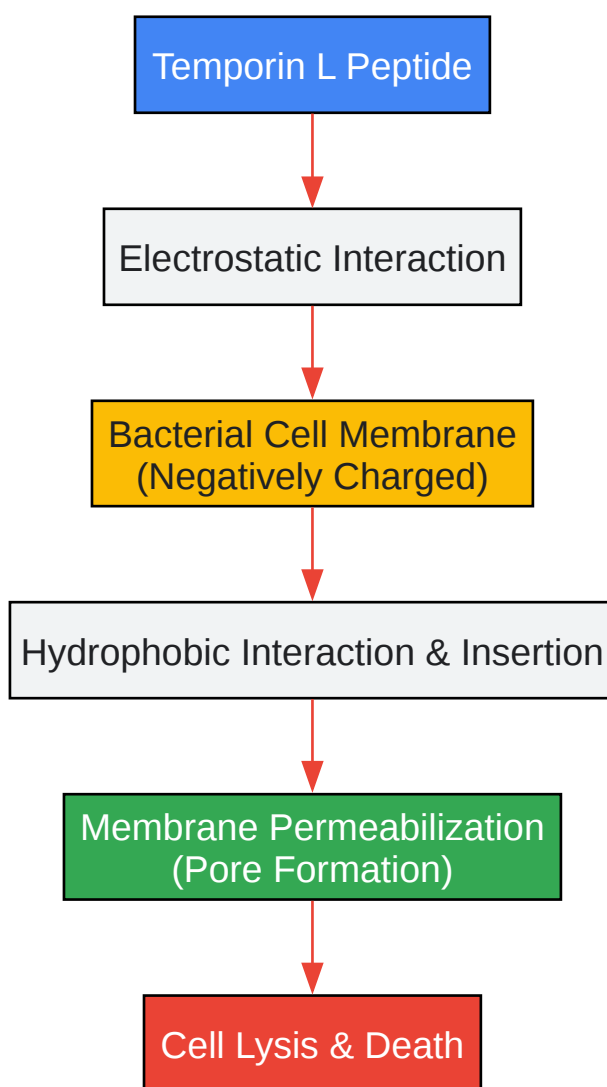 Temporin L Peptide
Electrostatic Interaction
Bacterial Cell Membrane
(Negatively Charged)
Hydrophobic Interaction & Insertion
Membrane Permeabilization
(Pore Formation)
Cell Lysis & Death